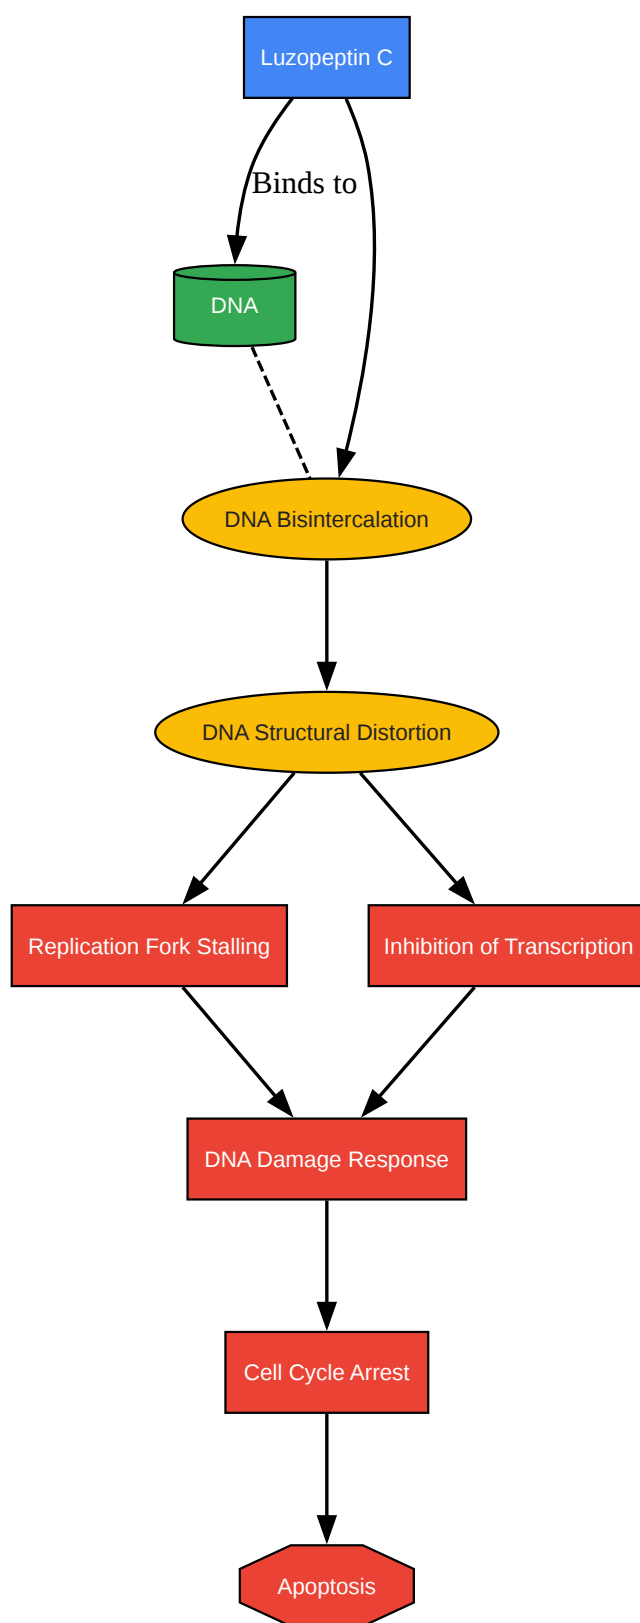 Luzopeptin C
Binds to
DNA
DNA Bisintercalation
DNA Structural Distortion
Replication Fork Stalling
Inhibition of Transcription
DNA Damage Response
Cell Cycle Arrest
Apoptosis